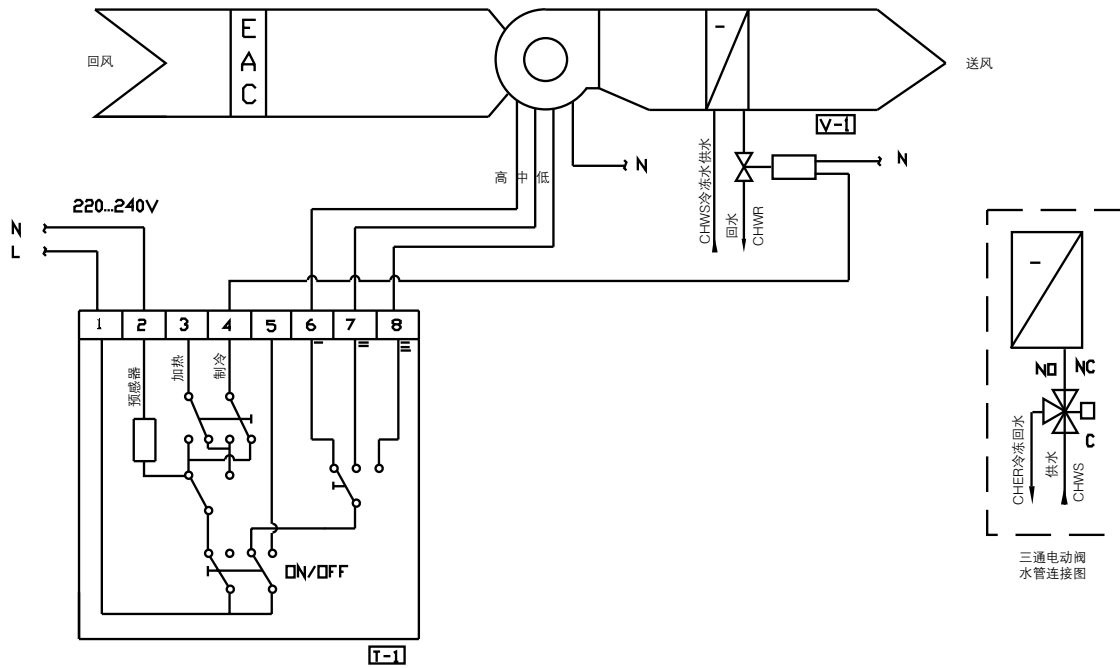 EAC
回风
送风
V-1
高 中 低
N
N
CHWS冷冻水供水
回水
CHWR
220...240V
N
L
1 2 3 4 5 6 7 8
预感器
加热
制冷
ON/OFF
T-1
NO NC
C
CHER冷冻回水
供水
CHWS
三通电动阀
水管连接图